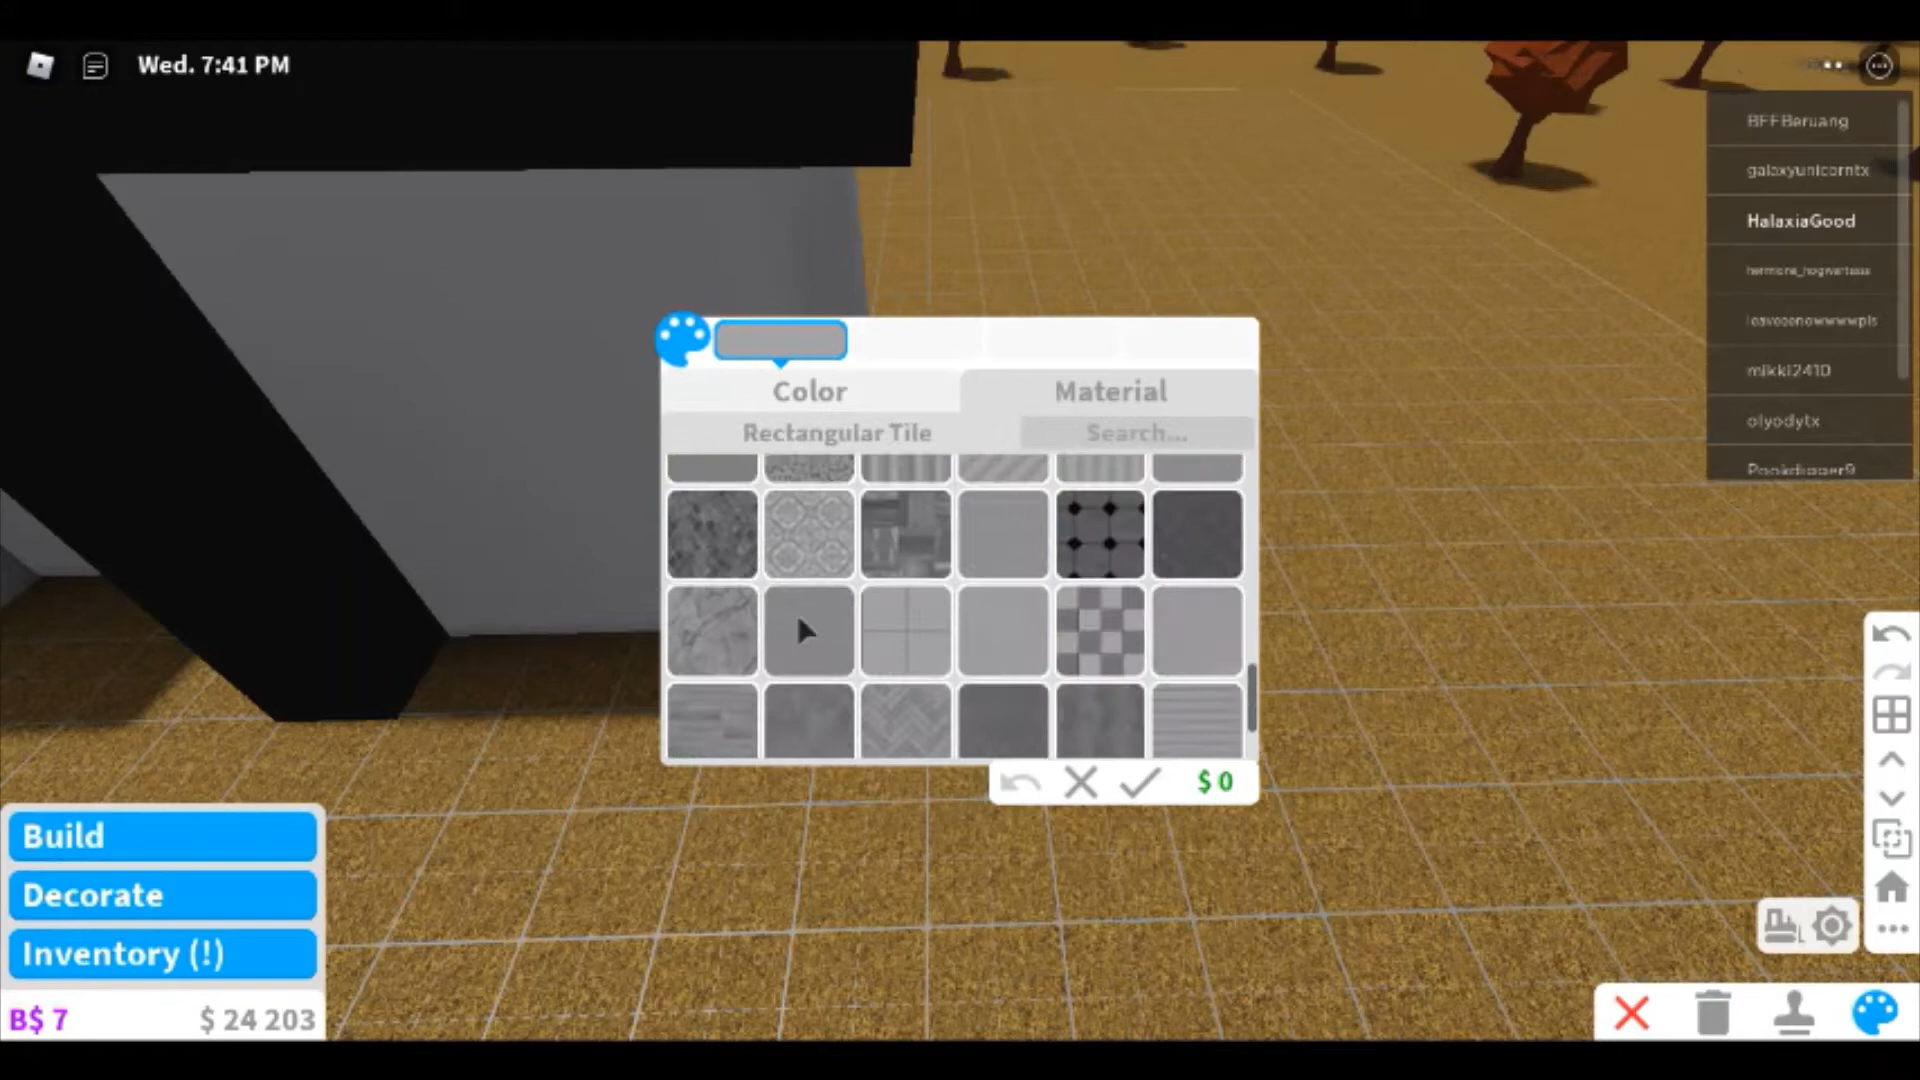 Wed. 7:41 PM
BFFBeruang
galaxyunicorntx
HalaxiaGood
mikki2410
olyodytx
Color
Material
Rectangular Tile
Search...
$ 0
Build
Decorate
Inventory (!)
B$ 7
$ 24 203